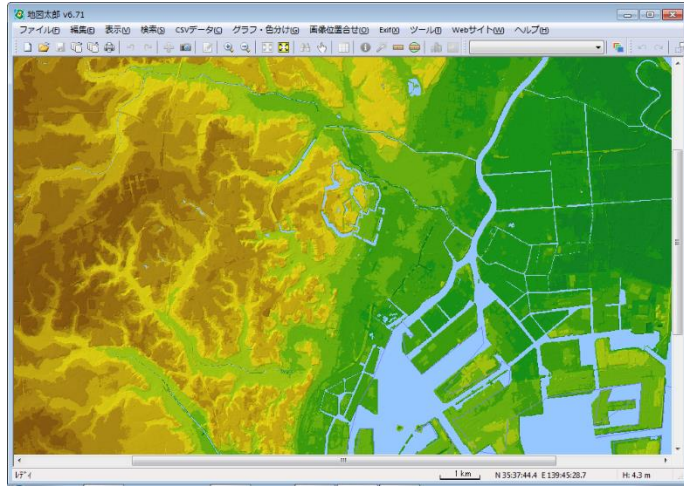 地図太郎 v6.71
ファイル(F) 編集(E) 表示(V) 検索(S) CSVデータ(C) グラフ・色分け(G) 画像位置合せ(O) Exif(X) ツール(T) Webサイト(W) ヘルプ(H)
レディ 1 km N 35:37:44.4 E 139:45:28.7 H: 4.3 m